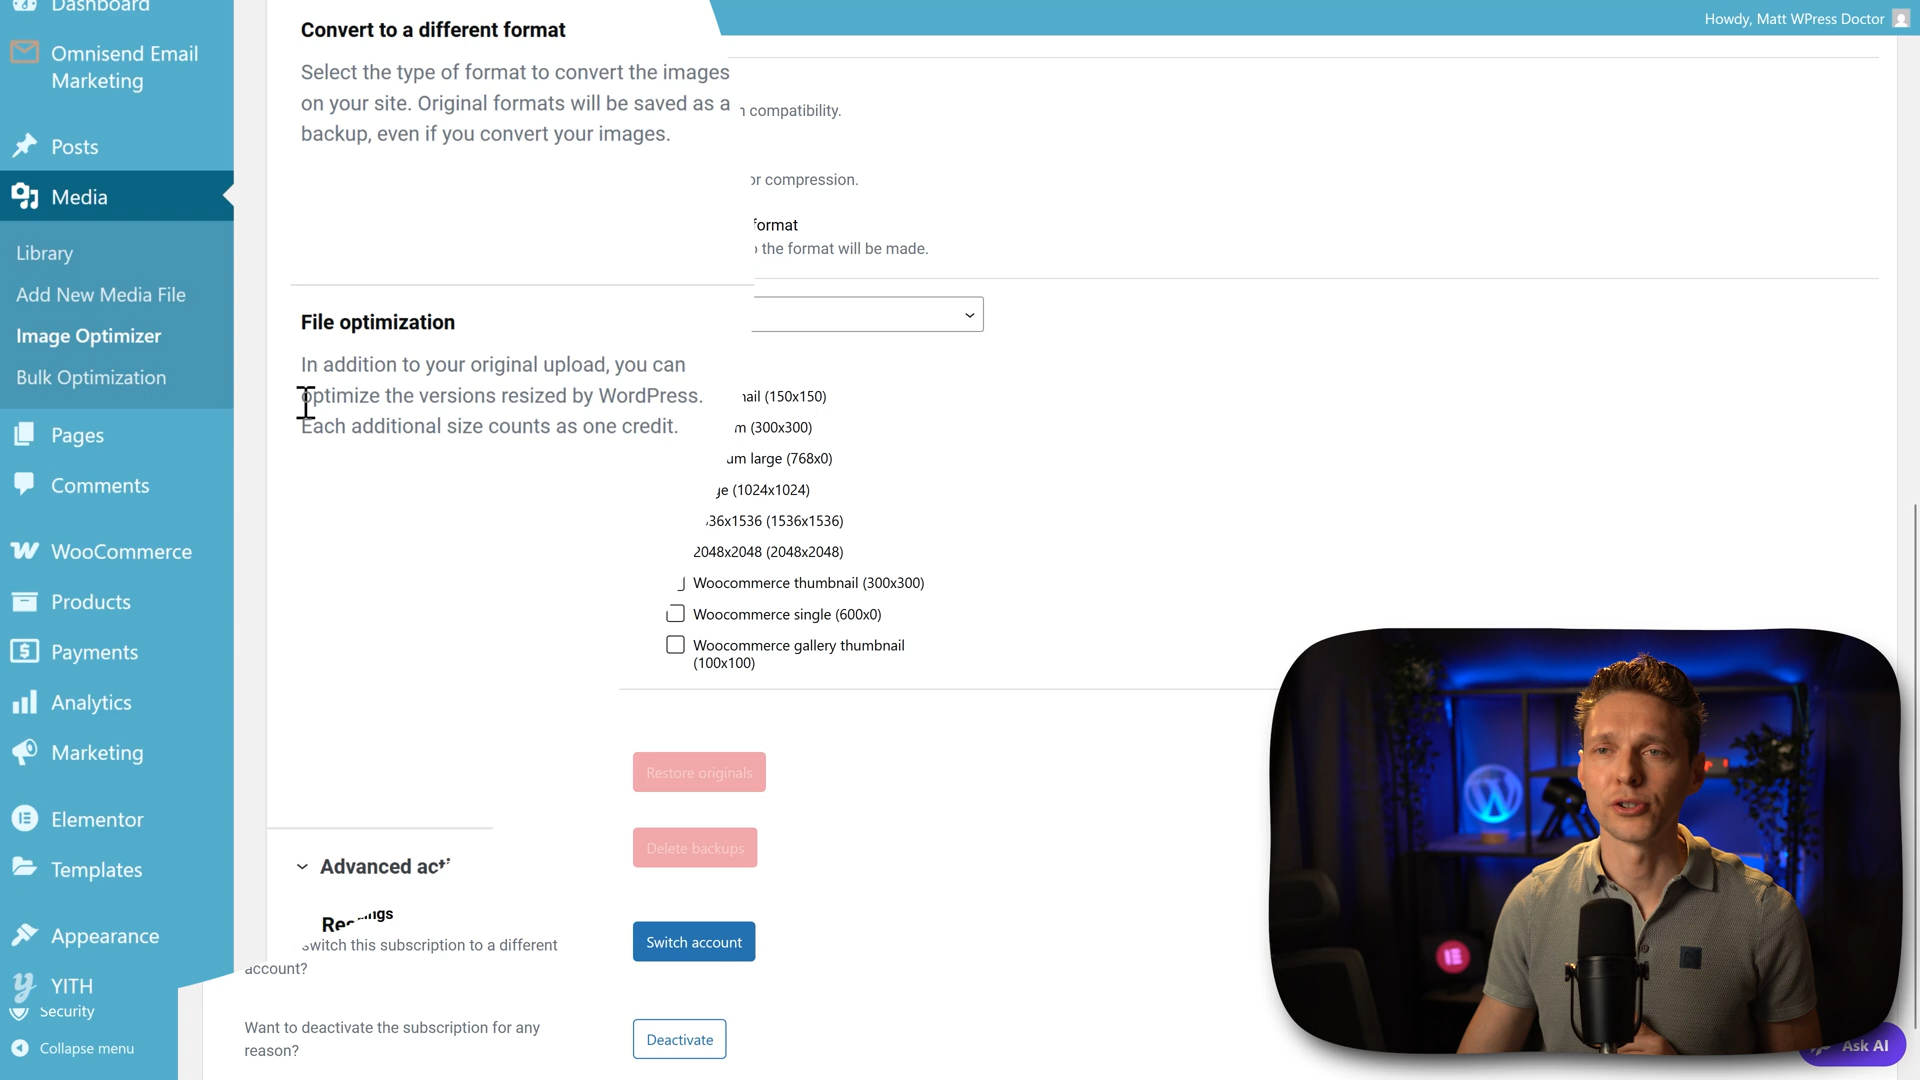 Dashboard
Howdy, Matt WPress Doctor
Omnisend Email
Marketing
Posts
Media
Library
Add New Media File
Image Optimizer
Bulk Optimization
Pages
Comments
WooCommerce
Products
Payments
Analytics
Marketing
Elementor
Templates
Appearance
YITH
Security
Collapse menu
Convert to a different format
Select the type of format to convert the images
on your site. Original formats will be saved as a
backup, even if you convert your images.
compatibility.
or compression.
format
the format will be made.
File optimization
In addition to your original upload, you can
optimize the versions resized by WordPress.
Each additional size counts as one credit.
(150x150)
(300x300)
large (768x0)
(1024x1024)
(1536x1536)
2048x2048 (2048x2048)
Woocommerce thumbnail (300x300)
Woocommerce single (600x0)
Woocommerce gallery thumbnail
(100x100)
Restore originals
Delete backups
Advanced
switch this subscription to a different
account?
Switch account
Want to deactivate the subscription for any
reason?
Deactivate
Ask AI